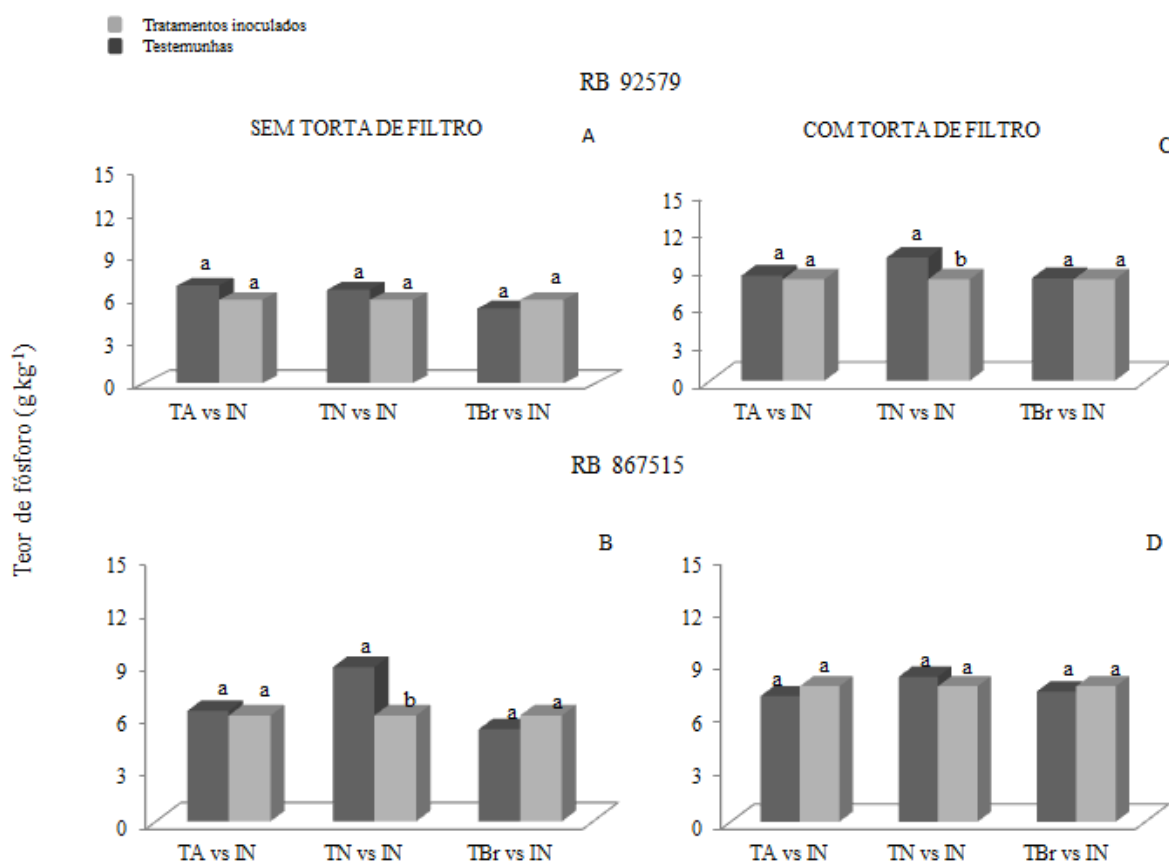 Tratamentos inoculados
Testemunhas
RB 92579
SEM TORTA DE FILTRO
A
COM TORTA DE FILTRO
C
15
12
9
6
3
0
a a a a a a
TA vs IN TN vs IN TBr vs IN
15
12
9
6
3
0
a a a b a a
TA vs IN TN vs IN TBr vs IN
Teor de fósforo (g kg-1)
RB 867515
B
15
12
9
6
3
0
a a a b a a
TA vs IN TN vs IN TBr vs IN
D
15
12
9
6
3
0
a a a a a a
TA vs IN TN vs IN TBr vs IN